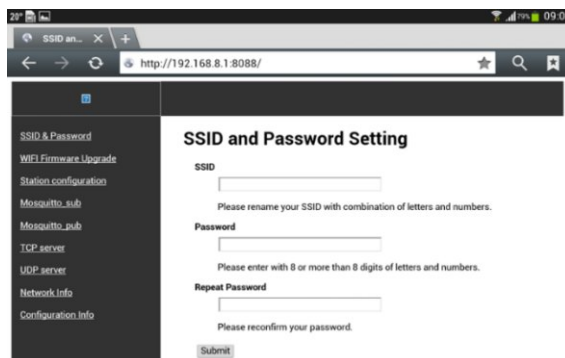 20°
79% 09:0
SSID an...
http://192.168.8.1:8088/
SSID & Password
WIFI Firmware Upgrade
Station configuration
Mosquitto_sub
Mosquitto_pub
TCP server
UDP server
Network Info
Configuration Info
SSID and Password Setting
SSID
Please rename your SSID with combination of letters and numbers.
Password
Please enter with 8 or more than 8 digits of letters and numbers.
Repeat Password
Please reconfirm your password.
Submit